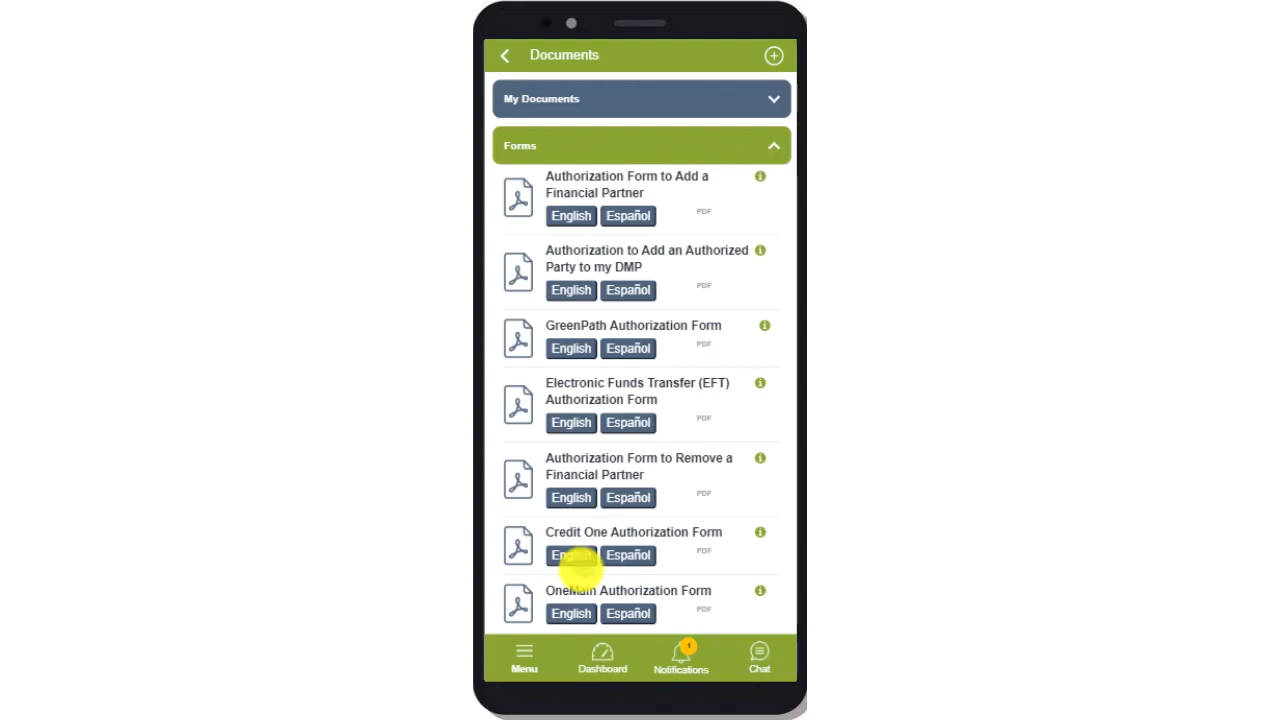 Documents
My Documents
Forms
Authorization Form to Add a
Financial Partner
English Español PDF
Authorization to Add an Authorized
Party to my DMP
English Español PDF
GreenPath Authorization Form
English Español PDF
Electronic Funds Transfer (EFT)
Authorization Form
English Español PDF
Authorization Form to Remove a
Financial Partner
English Español PDF
Credit One Authorization Form
English Español PDF
OneMain Authorization Form
English Español PDF
1
Menu Dashboard Notifications Chat